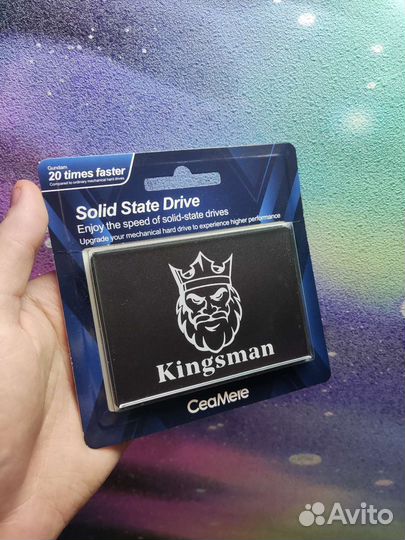 Gundam
20 times faster
Compared to ordinary mechanical hard drives
Solid State Drive
Enjoy the speed of solid-state drives
Upgrade your mechanical hard drive to experience higher performance
Kingsman
CeaMere
Avito